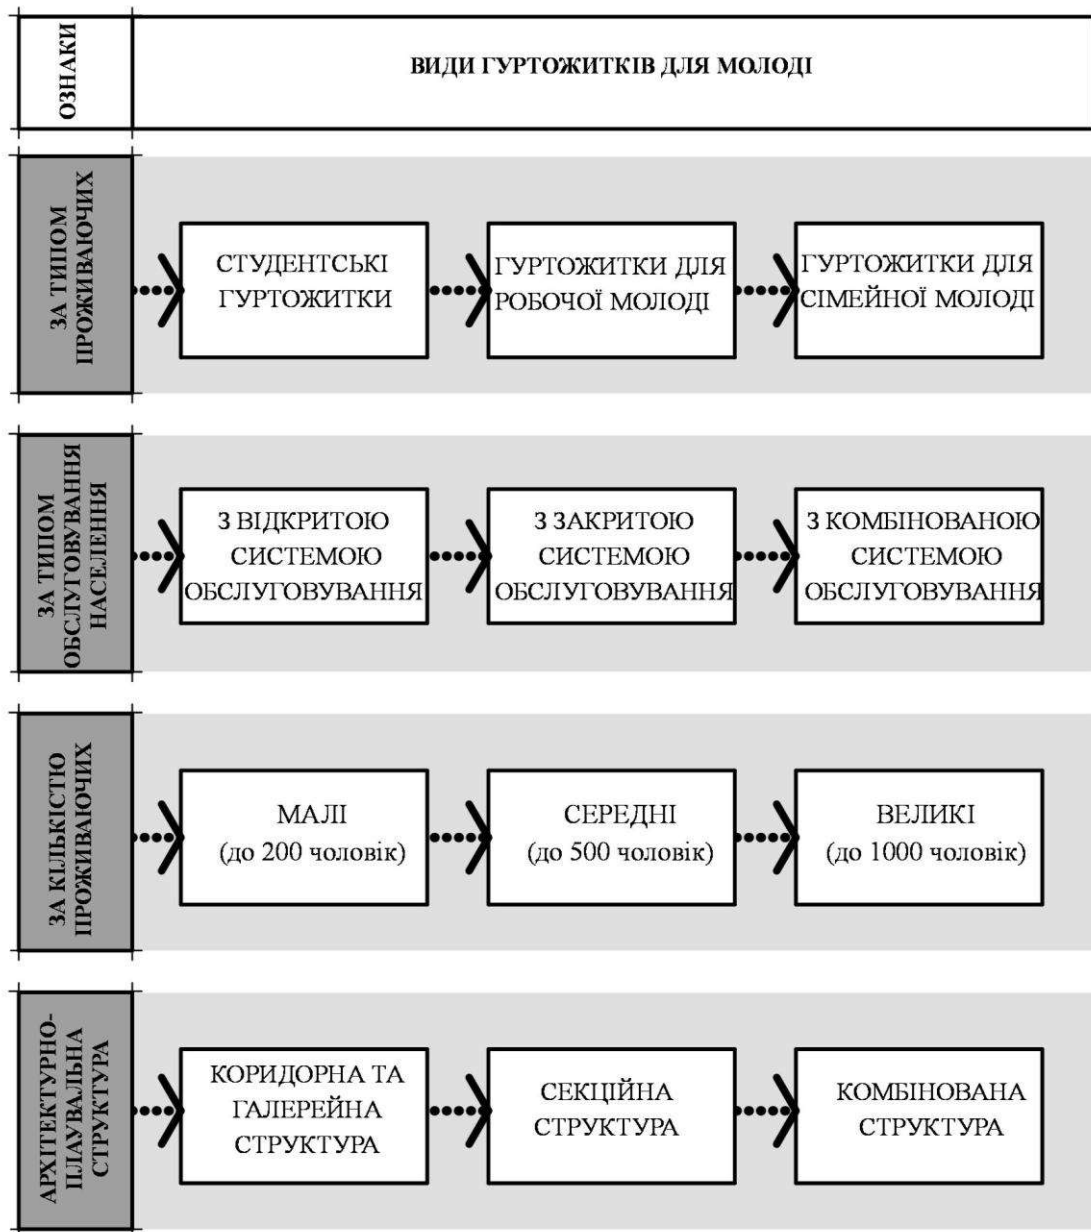 ОЗНАКИ
ВИДИ ГУРТОЖИТКІВ ДЛЯ МОЛОДІ
ЗА ТИПОМ
ПРОЖИВАЮЧИХ
СТУДЕНТСЬКІ
ГУРТОЖИТКИ
ГУРТОЖИТКИ ДЛЯ
РОБОЧОЇ МОЛОДІ
ГУРТОЖИТКИ ДЛЯ
СІМЕЙНОЇ МОЛОДІ
ЗА ТИПОМ
ОБСЛУГОВУВАННЯ
НАСЕЛЕННЯ
З ВІДКРИТОЮ
СИСТЕМОЮ
ОБСЛУГОВУВАННЯ
З ЗАКРИТОЮ
СИСТЕМОЮ
ОБСЛУГОВУВАННЯ
З КОМБІНОВАНОЮ
СИСТЕМОЮ
ОБСЛУГОВУВАННЯ
ЗА КІЛЬКІСТЮ
ПРОЖИВАЮЧИХ
МАЛІ
(до 200 чоловік)
СЕРЕДНІ
(до 500 чоловік)
ВЕЛИКІ
(до 1000 чоловік)
АРХІТЕКТУРНО-
ПЛАУВАЛЬНА
СТРУКТУРА
КОРИДОРНА ТА
ГАЛЕРЕЙНА
СТРУКТУРА
СЕКЦІЙНА
СТРУКТУРА
КОМБІНОВАНА
СТРУКТУРА